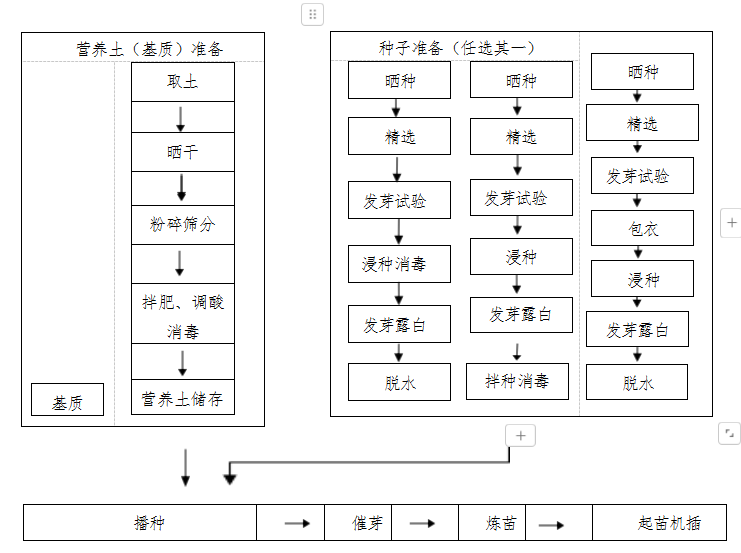 营养土（基质）准备
取土
晒干
粉碎筛分
拌肥、调酸
消毒
营养土储存
基质
种子准备（任选其一）
晒种
精选
发芽试验
浸种消毒
发芽露白
脱水
晒种
精选
发芽试验
浸种
发芽露白
拌种消毒
晒种
精选
发芽试验
包衣
浸种
发芽露白
脱水
播种
催芽
炼苗
起苗机插